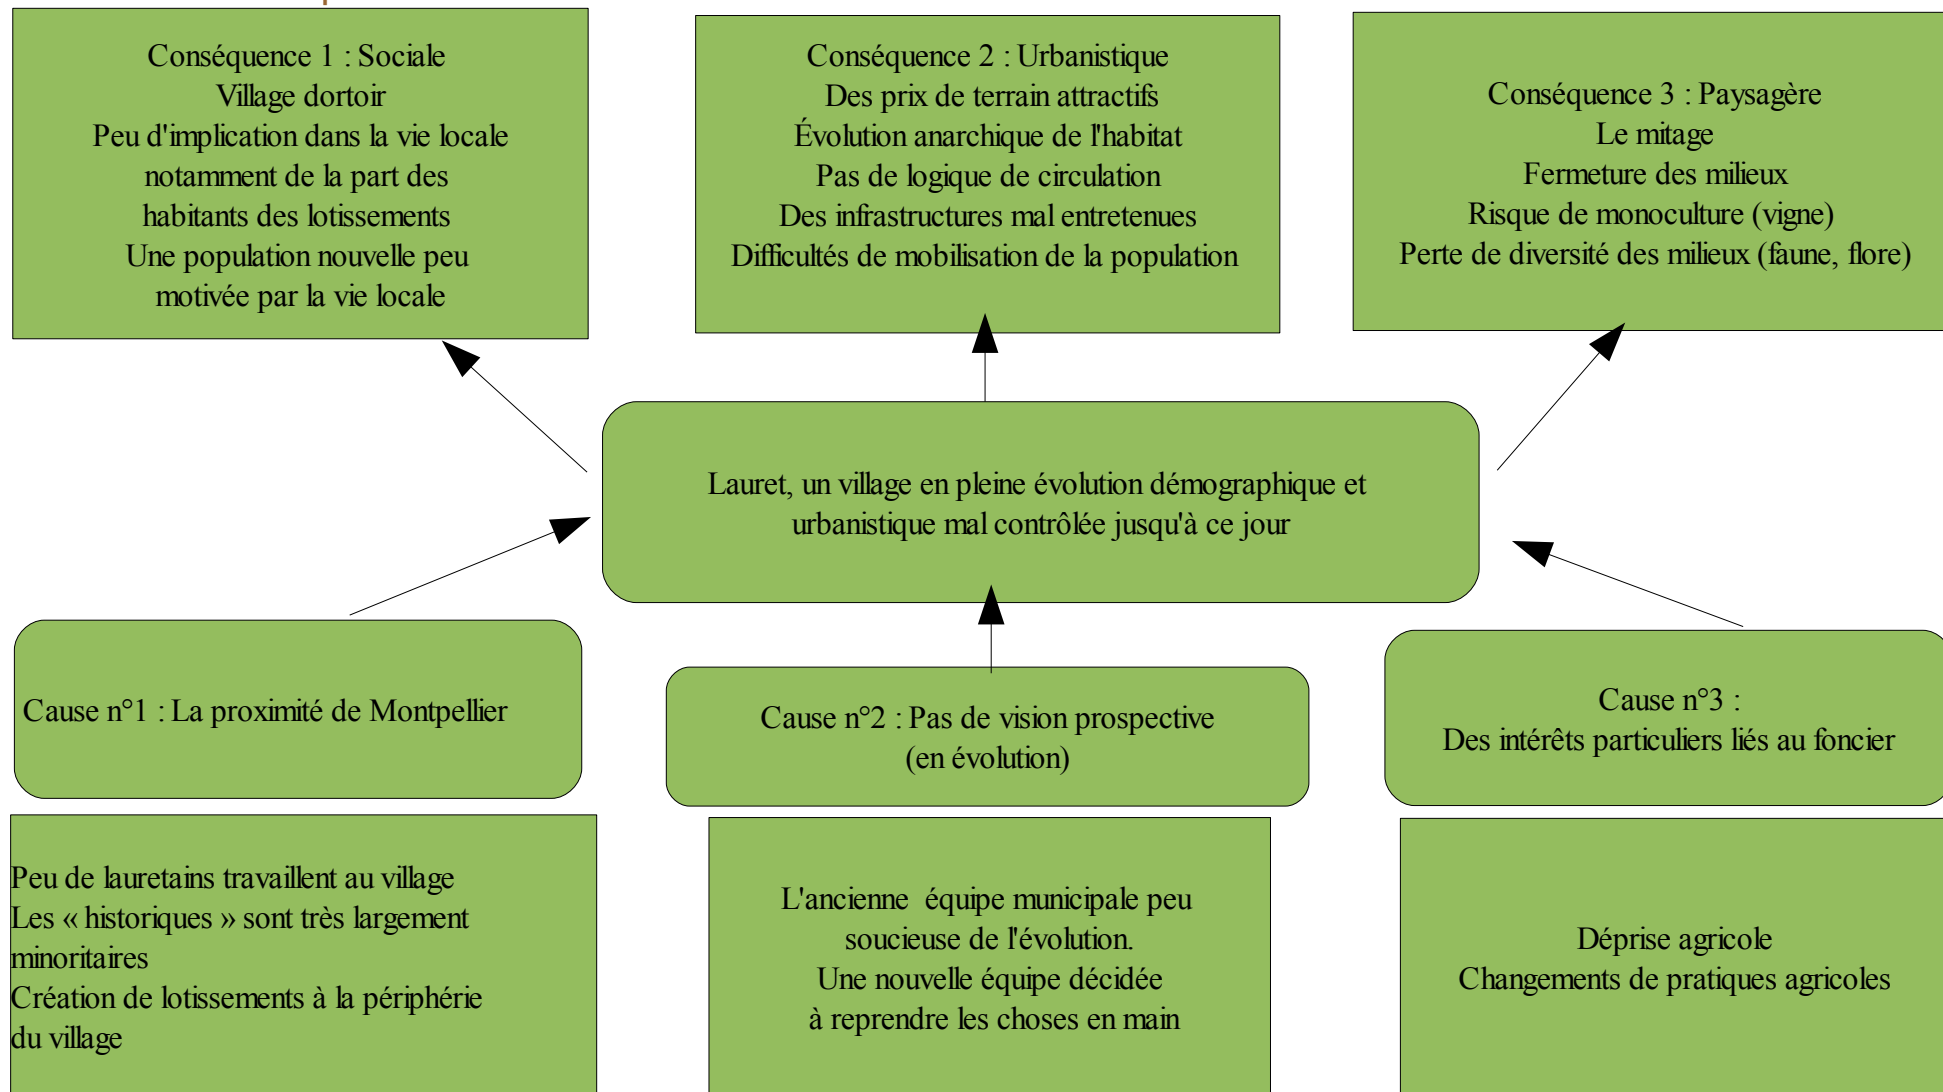 Conséquence 1 : Sociale
Village dortoir
Peu d'implication dans la vie locale
notamment de la part des
habitants des lotissements
Une population nouvelle peu
motivée par la vie locale
Conséquence 2 : Urbanistique
Des prix de terrain attractifs
Évolution anarchique de l'habitat
Pas de logique de circulation
Des infrastructures mal entretenues
Difficultés de mobilisation de la population
Conséquence 3 : Paysagère
Le mitage
Fermeture des milieux
Risque de monoculture (vigne)
Perte de diversité des milieux (faune, flore)
Lauret, un village en pleine évolution démographique et
urbanistique mal contrôlée jusqu'à ce jour
Cause n°1 : La proximité de Montpellier
Cause n°2 : Pas de vision prospective
(en évolution)
Cause n°3 :
Des intérêts particuliers liés au foncier
Peu de lauretains travaillent au village
Les « historiques » sont très largement
minoritaires
Création de lotissements à la périphérie
du village
L'ancienne équipe municipale peu
soucieuse de l'évolution.
Une nouvelle équipe décidée
à reprendre les choses en main
Déprise agricole
Changements de pratiques agricoles